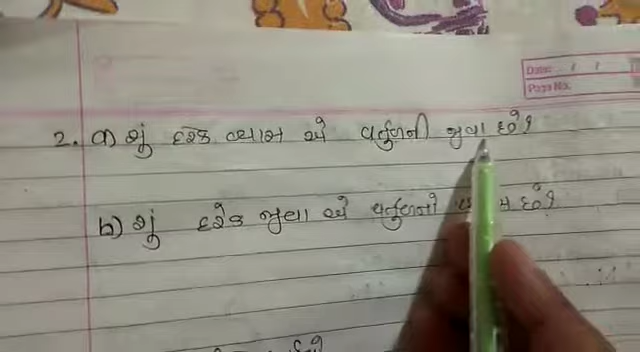 Date: / /
Page No.
2. a) શું દરેક વ્યાસ એ વર્તુળની જીવા છે?
b) શું દરેક જીવા એ વર્તુળનો છે?